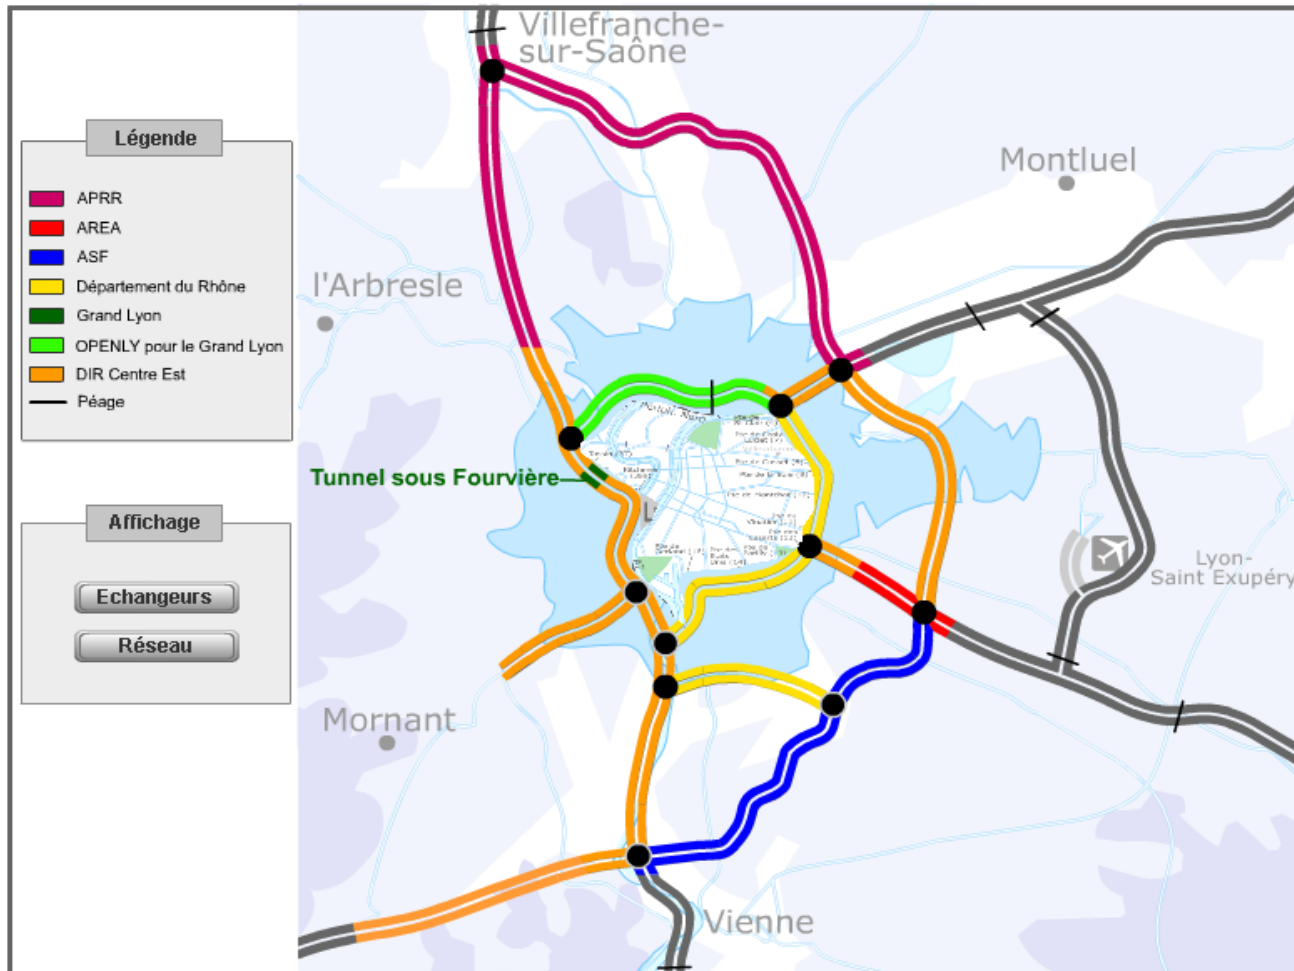 Villefranche-
sur-Saône
Légende
APRR
AREA
ASF
Département du Rhône
Grand Lyon
OPENLY pour le Grand Lyon
DIR Centre Est
Péage
Montluel
l'Arbresle
Tunnel sous Fourvière
L
Affichage
Echangeurs
Réseau
Lyon-
Saint Exupéry
Mornant
Vienne